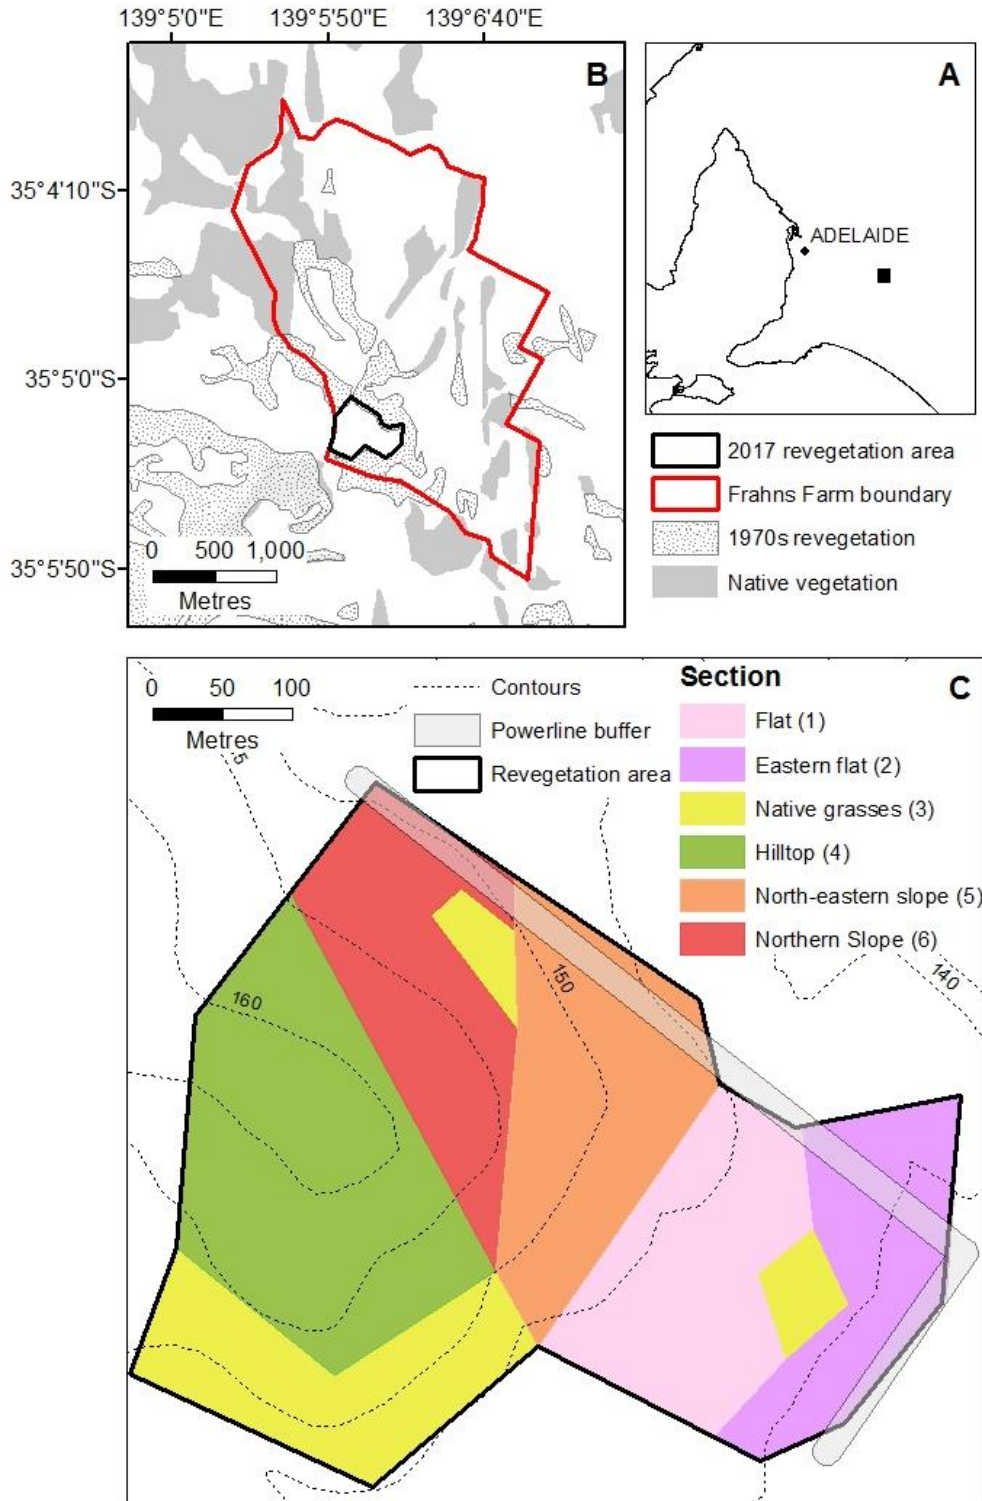 139°5'0"E 139°5'50"E 139°6'40"E
B
A
35°4'10"S
ADELAIDE
35°5'0"S
2017 revegetation area
Frahns Farm boundary
1970s revegetation
Native vegetation
0 500 1,000
Metres
35°5'50"S
C
0 50 100
Metres
Contours
Powerline buffer
Revegetation area
Section
Flat (1)
Eastern flat (2)
Native grasses (3)
Hilltop (4)
North-eastern slope (5)
Northern Slope (6)
150
140
160